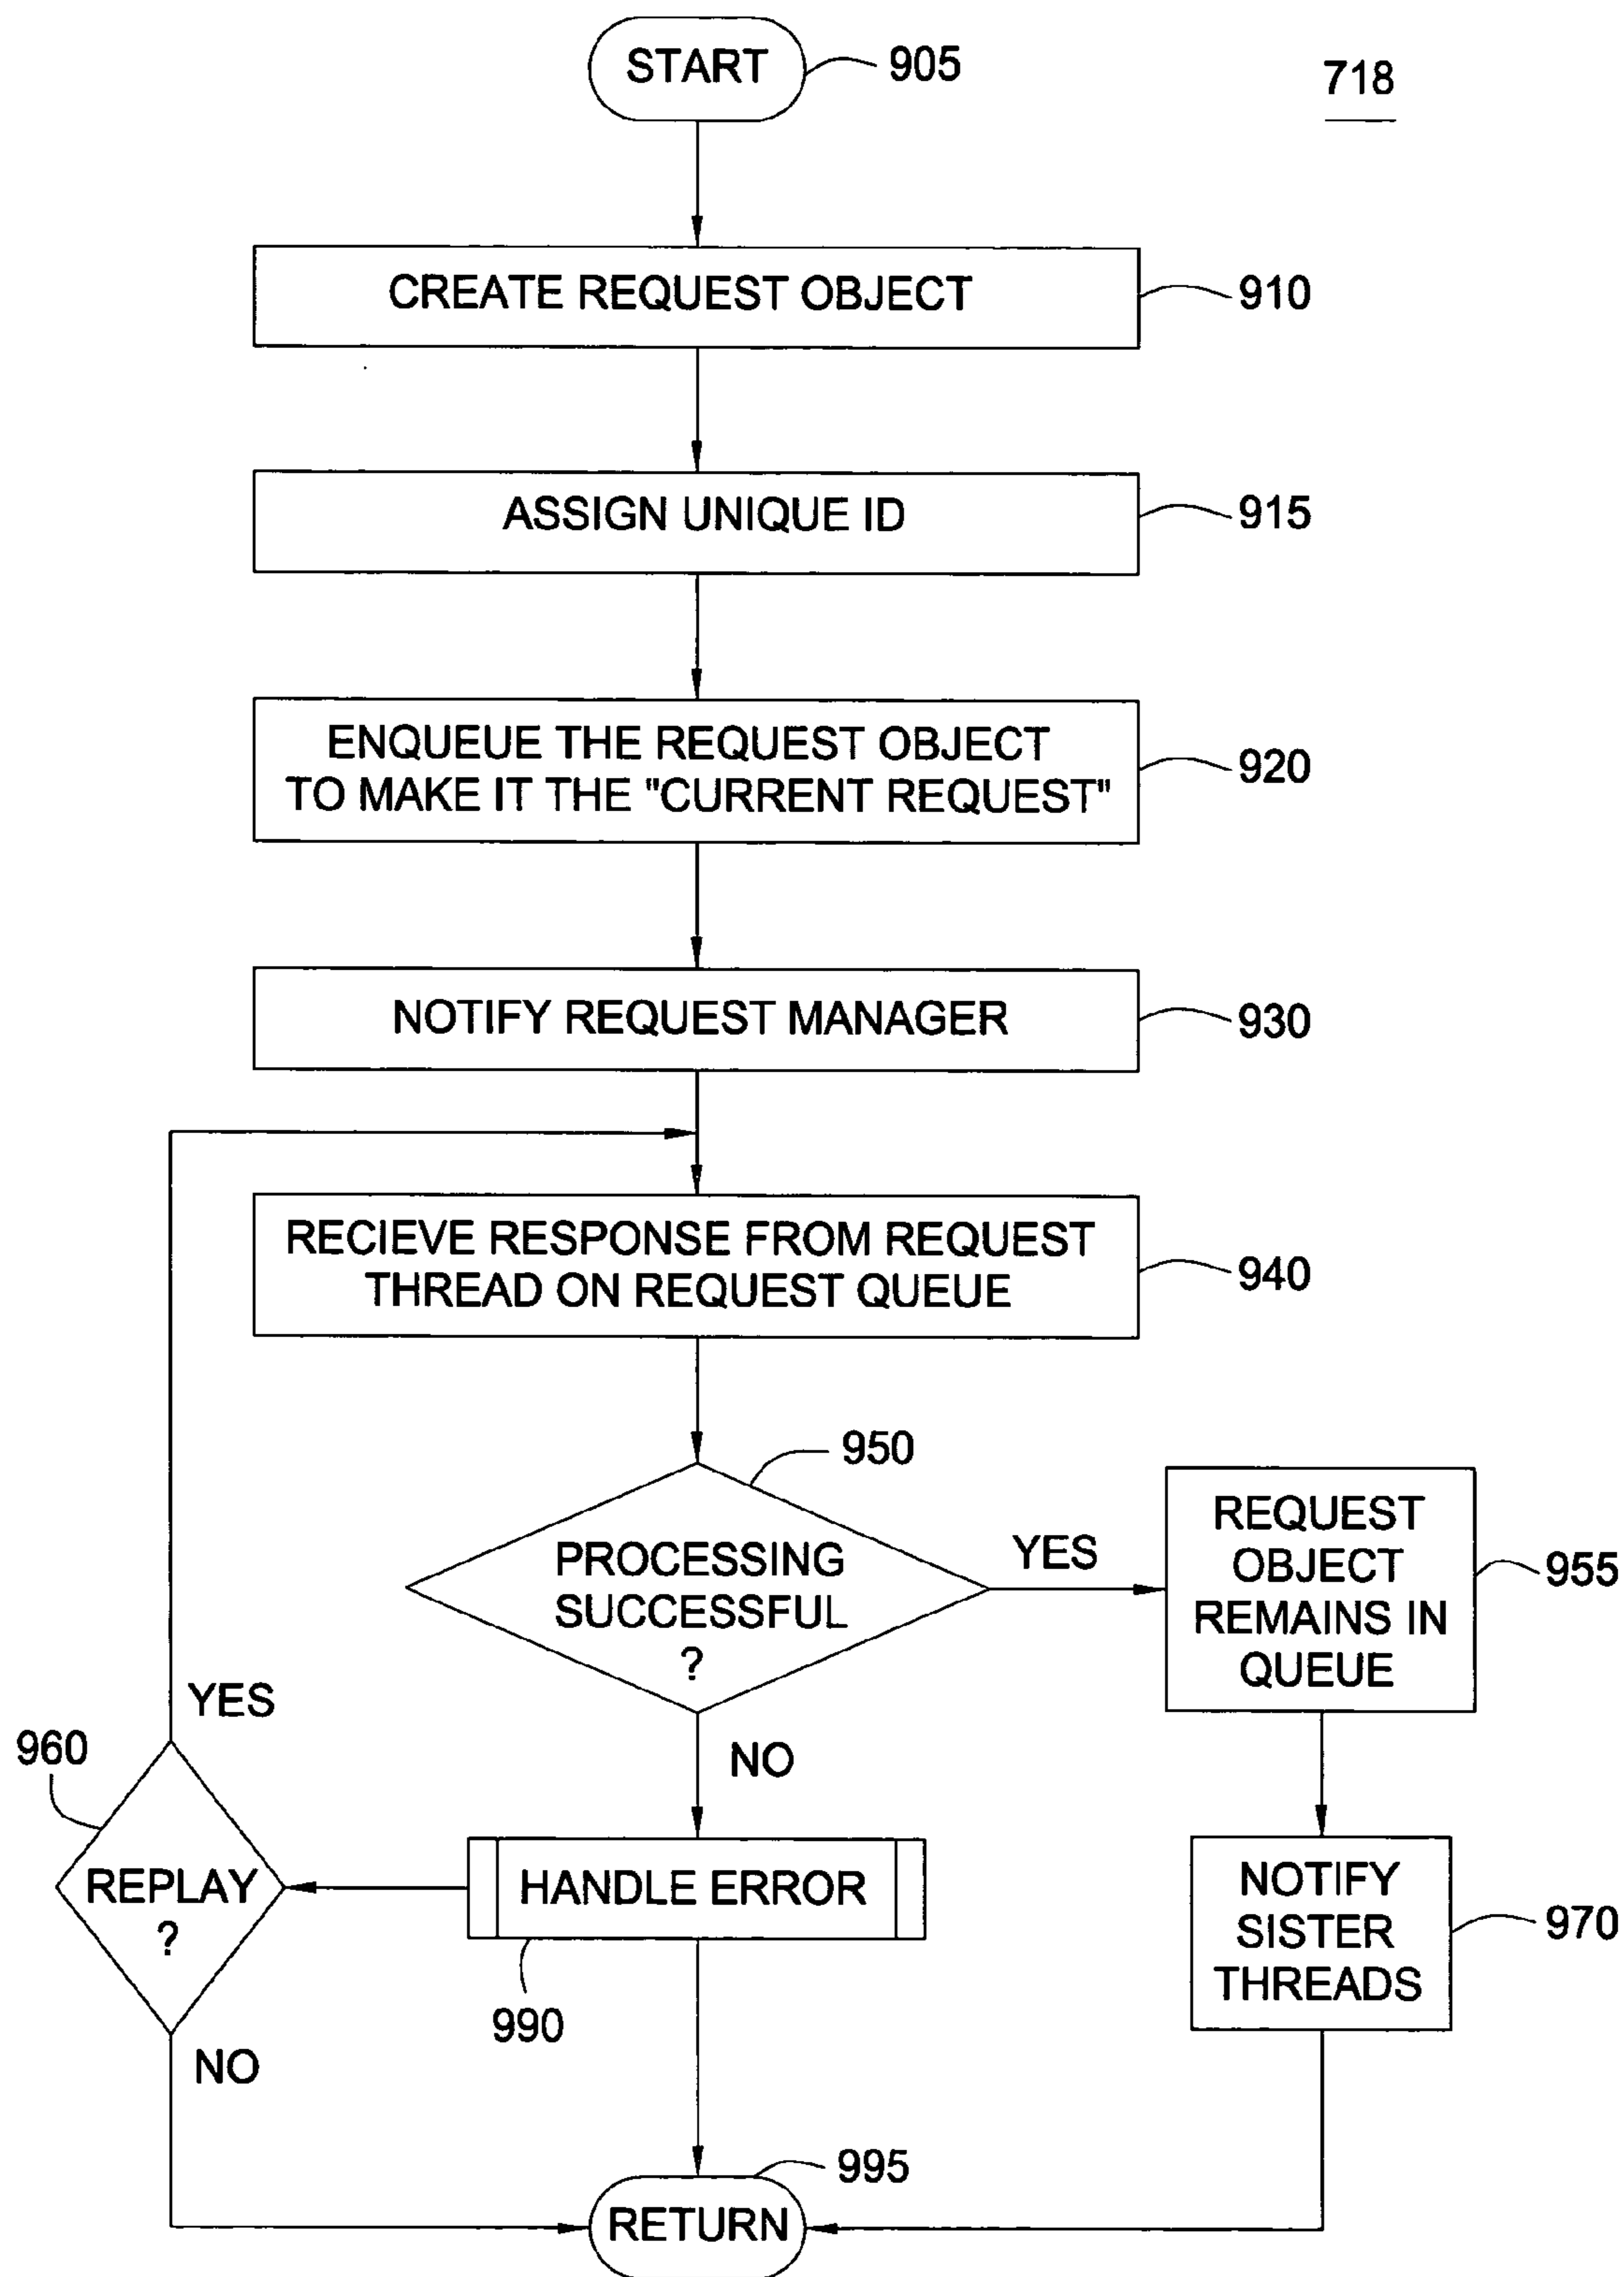 START
905
718
CREATE REQUEST OBJECT
910
ASSIGN UNIQUE ID
915
ENQUEUE THE REQUEST OBJECT
TO MAKE IT THE "CURRENT REQUEST"
920
NOTIFY REQUEST MANAGER
930
RECIEVE RESPONSE FROM REQUEST
THREAD ON REQUEST QUEUE
940
950
PROCESSING
SUCCESSFUL
?
YES
REQUEST
OBJECT
REMAINS IN
QUEUE
955
NO
YES
960
REPLAY
?
NO
HANDLE ERROR
990
NOTIFY
SISTER
THREADS
970
995
RETURN